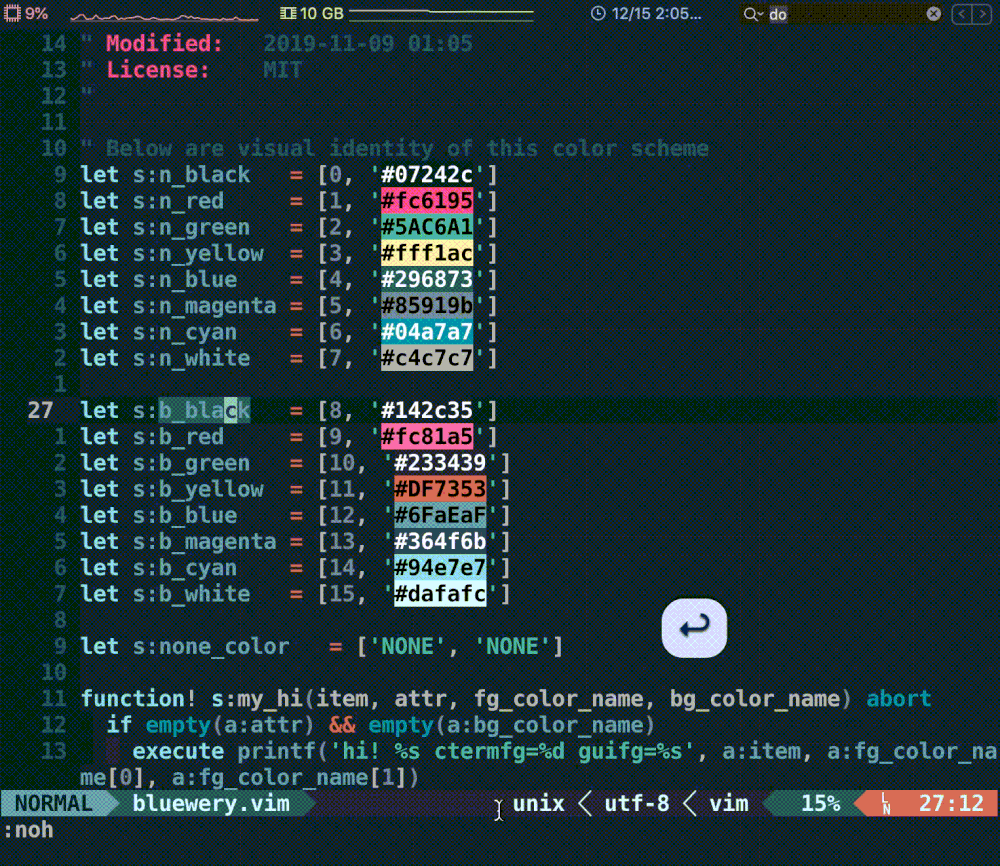 9% 10 GB 12/15 2:05... do
14 " Modified: 2019-11-09 01:05
13 " License: MIT
12 "
11
10 " Below are visual identity of this color scheme
9 let s:n_black = [0, '#07242c']
8 let s:n_red = [1, '#fc6195']
7 let s:n_green = [2, '#5AC6A1']
6 let s:n_yellow = [3, '#fff1ac']
5 let s:n_blue = [4, '#296873']
4 let s:n_magenta = [5, '#85919b']
3 let s:n_cyan = [6, '#04a7a7']
2 let s:n_white = [7, '#c4c7c7']
1
27 let s:b_black = [8, '#142c35']
1 let s:b_red = [9, '#fc81a5']
2 let s:b_green = [10, '#233439']
3 let s:b_yellow = [11, '#DF7353']
4 let s:b_blue = [12, '#6FaEaF']
5 let s:b_magenta = [13, '#364f6b']
6 let s:b_cyan = [14, '#94e7e7']
7 let s:b_white = [15, '#dafafc']
8
9 let s:none_color = ['NONE', 'NONE']
10
11 function! s:my_hi(item, attr, fg_color_name, bg_color_name) abort
12 if empty(a:attr) && empty(a:bg_color_name)
13 execute printf('hi! %s ctermfg=%d guifg=%s', a:item, a:fg_color_na
me[0], a:fg_color_name[1])
NORMAL bluewery.vim unix utf-8 vim 15% LN 27:12
:noh